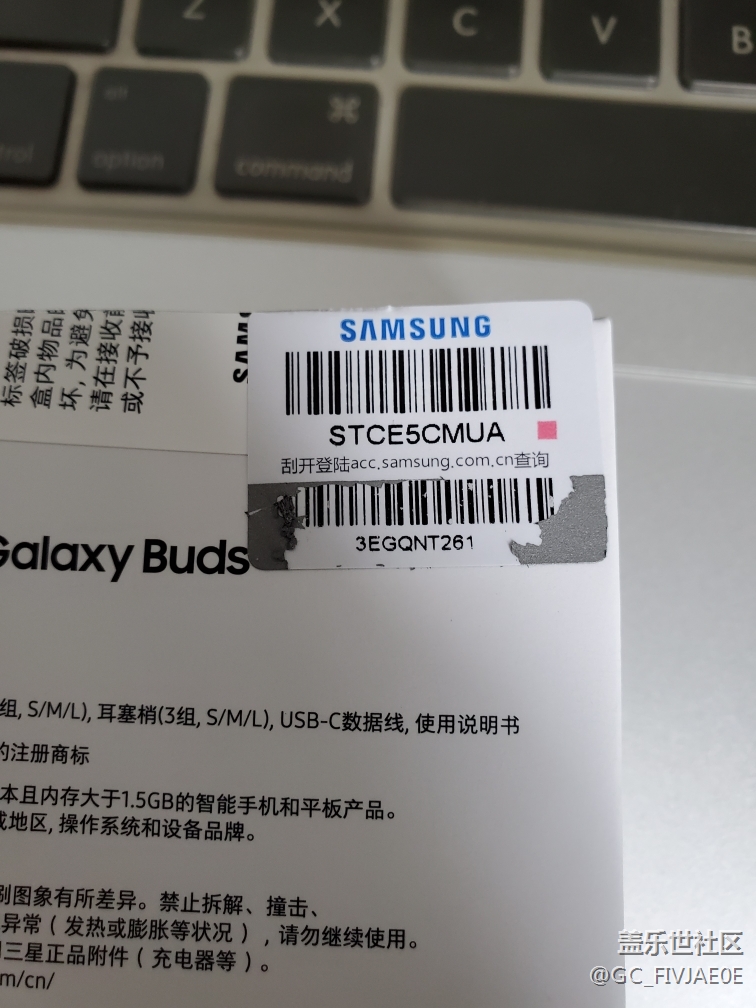 Z X C V B
option
⌘
command
标签破损
盒内物品
坏, 为避免
请在接收
或不予接收
SAMSUNG
STCE5CMUA
刮开登陆acc.samsung.com.cn查询
3EGQNT261
Galaxy Buds
组, S/M/L), 耳塞梢(3组, S/M/L), USB-C数据线, 使用说明书
的注册商标
本且内存大于1.5GB的智能手机和平板产品。
或地区, 操作系统和设备品牌。
图象有所差异。禁止拆解、撞击、
异常（发热或膨胀等状况）, 请勿继续使用。
三星正品附件（充电器等）。
m/cn/
盖乐世社区
@GC_FIVJAE0E